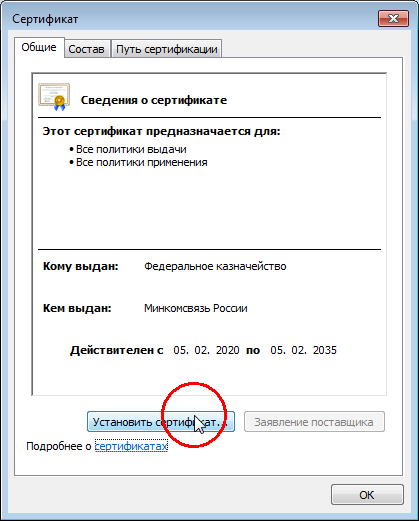 Сертификат
Общие Состав Путь сертификации
Сведения о сертификате
Этот сертификат предназначается для:
• Все политики выдачи
• Все политики применения
Кому выдан: Федеральное казначейство
Кем выдан: Минкомсвязь России
Действителен с 05. 02. 2020 по 05. 02. 2035
Установить сертификат... Заявление поставщика
Подробнее о сертификатах
ОК